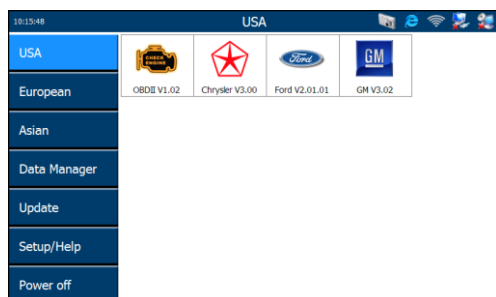 10:15:48 USA
USA
European
Asian
Data Manager
Update
Setup/Help
Power off
CHECK ENGINE
Ford
GM
OBDII V1.02 Chrysler V3.00 Ford V2.01.01 GM V3.02